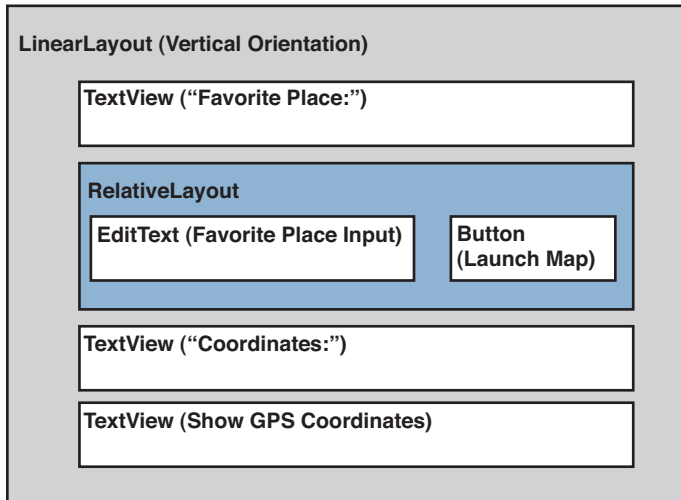 LinearLayout (Vertical Orientation)
TextView (“Favorite Place:”)
RelativeLayout
EditText (Favorite Place Input)
Button
(Launch Map)
TextView (“Coordinates:”)
TextView (Show GPS Coordinates)